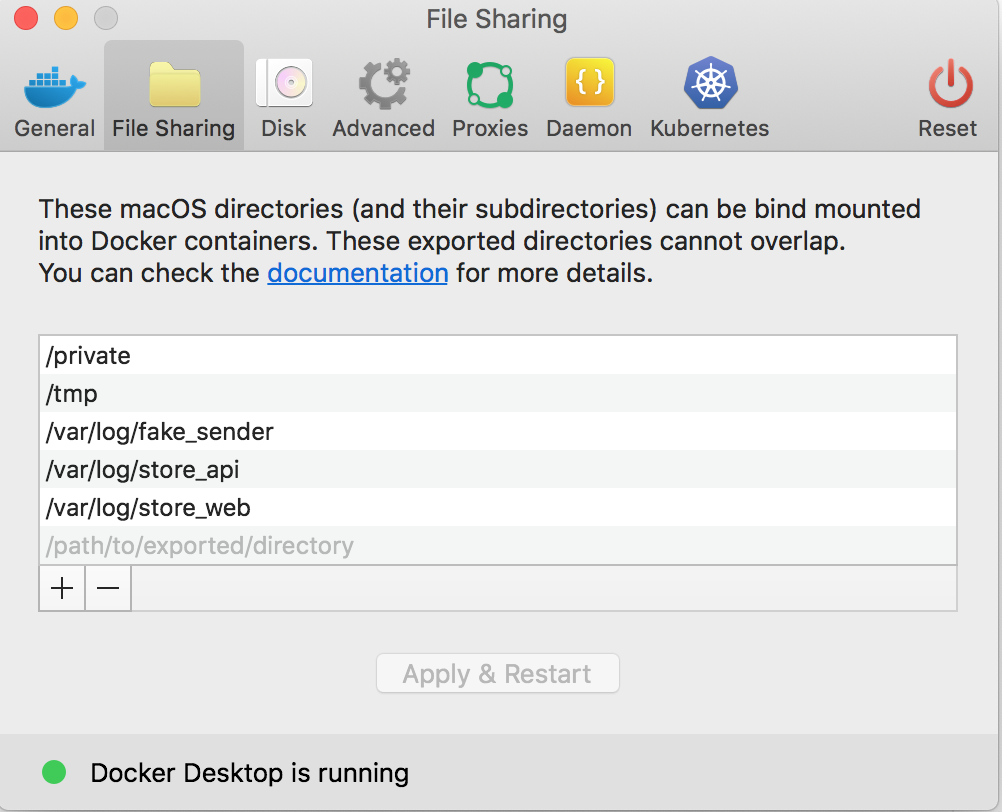 File Sharing
General
File Sharing
Disk
Advanced
Proxies
Daemon
Kubernetes
Reset
These macOS directories (and their subdirectories) can be bind mounted
into Docker containers. These exported directories cannot overlap.
You can check the documentation for more details.
/private
/tmp
/var/log/fake_sender
/var/log/store_api
/var/log/store_web
/path/to/exported/directory
Apply & Restart
Docker Desktop is running